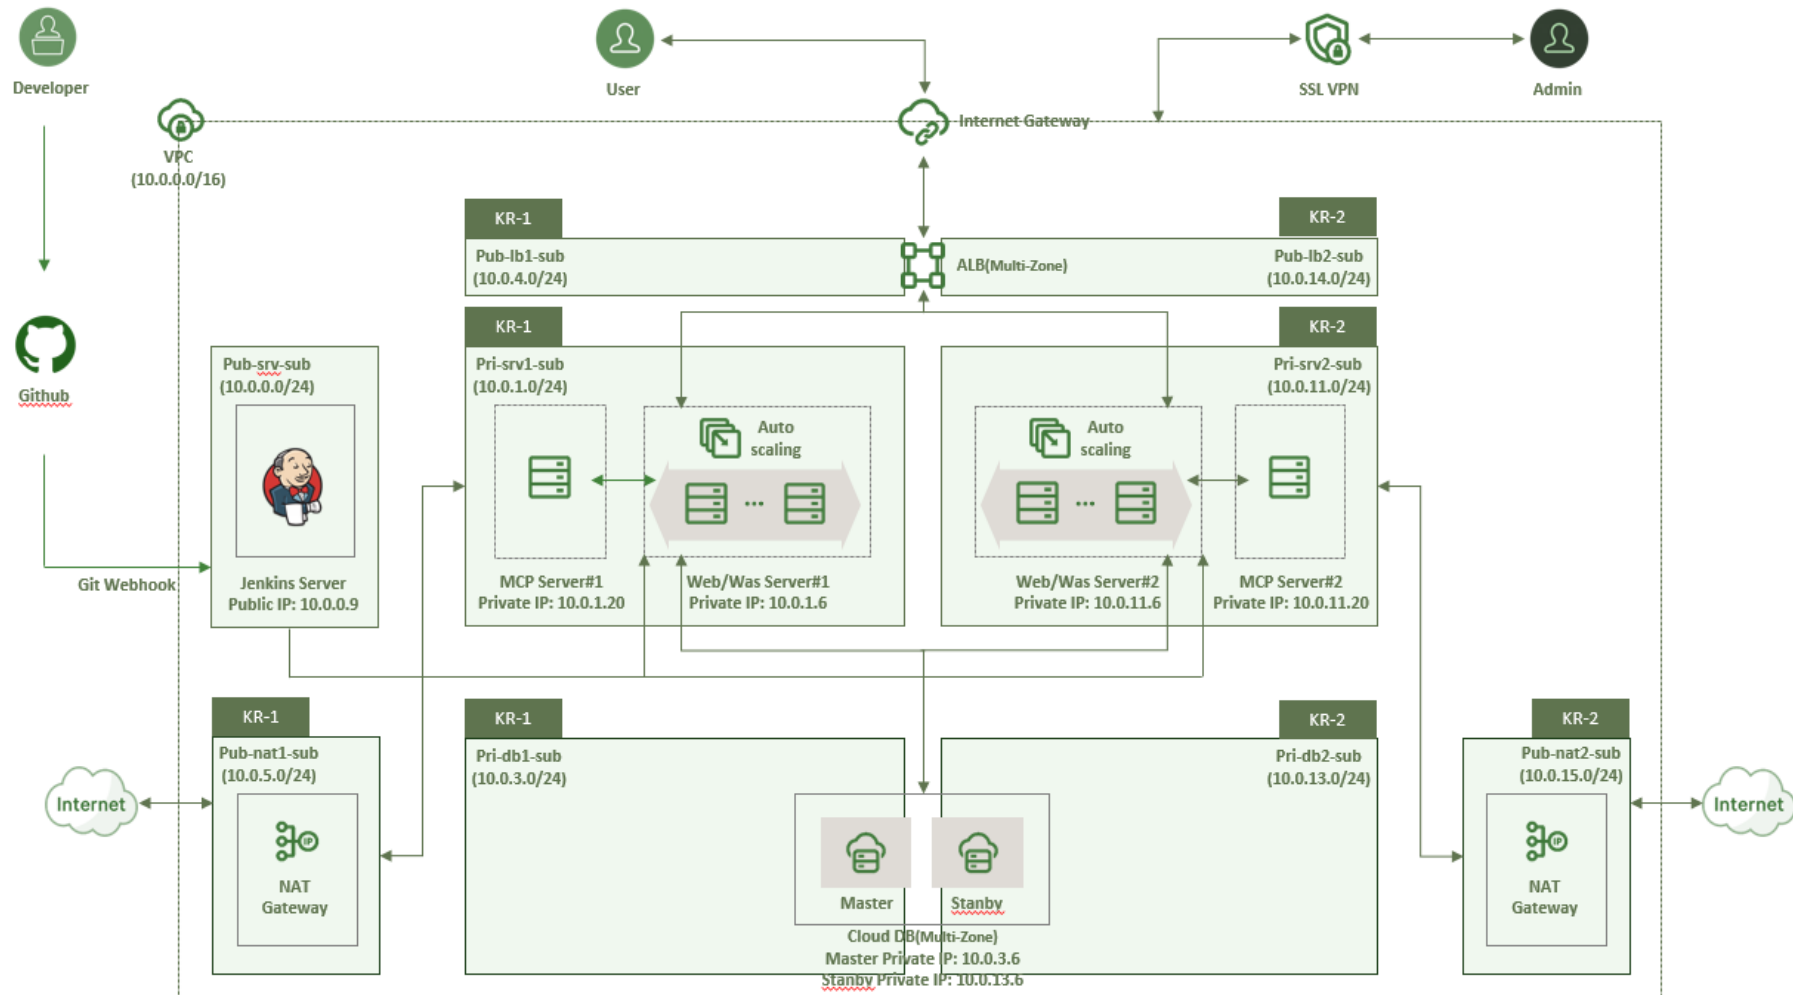 Developer
User
SSL VPN
Admin
Internet Gateway
VPC
(10.0.0.0/16)
KR-1
KR-2
Pub-lb1-sub
(10.0.4.0/24)
ALB(Multi-Zone)
Pub-lb2-sub
(10.0.14.0/24)
KR-1
KR-2
Github
Pub-srv-sub
(10.0.0.0/24)
Pri-srv1-sub
(10.0.1.0/24)
Pri-srv2-sub
(10.0.11.0/24)
Auto
scaling
...
Auto
scaling
...
Git Webhook
Jenkins Server
Public IP: 10.0.0.9
MCP Server#1
Private IP: 10.0.1.20
Web/Was Server#1
Private IP: 10.0.1.6
Web/Was Server#2
Private IP: 10.0.11.6
MCP Server#2
Private IP: 10.0.11.20
KR-1
KR-1
KR-2
KR-2
Pub-nat1-sub
(10.0.5.0/24)
Pri-db1-sub
(10.0.3.0/24)
Pri-db2-sub
(10.0.13.0/24)
Pub-nat2-sub
(10.0.15.0/24)
Internet
Internet
IP
NAT
Gateway
Master
Stanby
IP
NAT
Gateway
Cloud DB(Multi-Zone)
Master Private IP: 10.0.3.6
Stanby Private IP: 10.0.13.6